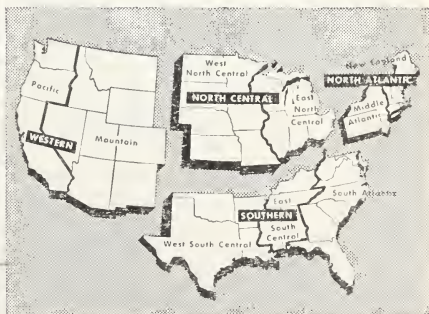 West
North Central
New England
NORTH ATLANTIC
Pacific
NORTH CENTRAL
East
North
Central
Middle
Atlantic
WESTERN
Mountain
East
South Atlantic
SOUTHERN
South
Central
West South Central